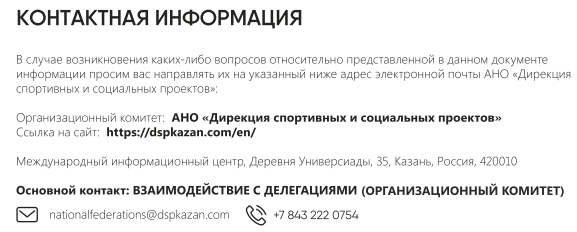 КОНТАКТНАЯ ИНФОРМАЦИЯ
В случае возникновения каких-либо вопросов относительно представленной в данном документе
информации просим вас направлять их на указанный ниже адрес электронной почты АНО «Дирекция
спортивных и социальных проектов»:
Организационный комитет: АНО «Дирекция спортивных и социальных проектов»
Ссылка на сайт: https://dspkazan.com/en/
Международный информационный центр, Деревня Универсиады, 35, Казань, Россия, 420010
Основной контакт: ВЗАИМОДЕЙСТВИЕ С ДЕЛЕГАЦИЯМИ (ОРГАНИЗАЦИОННЫЙ КОМИТЕТ)
nationalfederations@dspkazan.com +7 843 222 0754